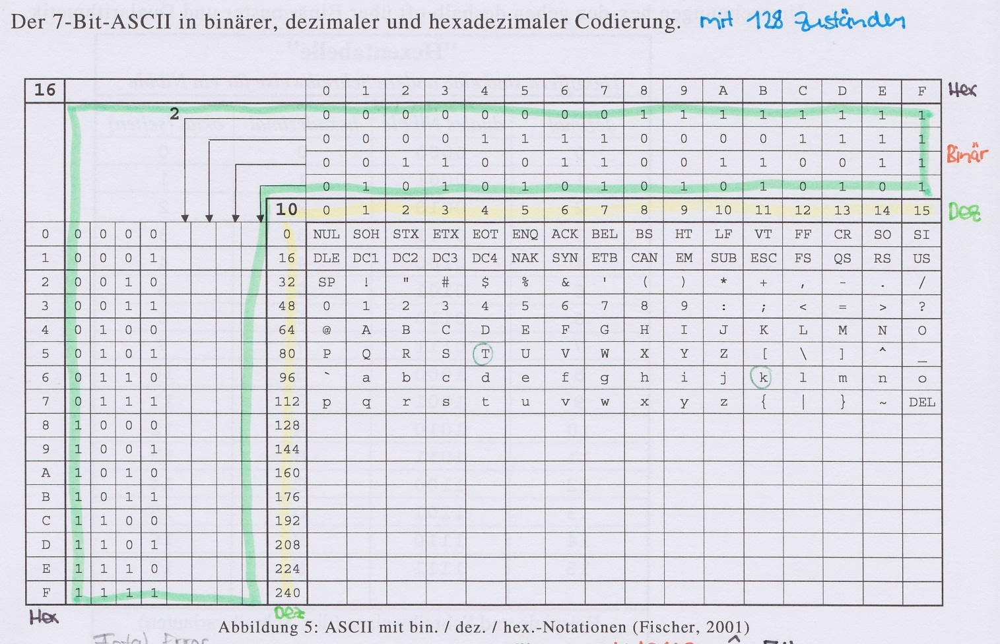 Der 7-Bit-ASCII in binärer, dezimaler und hexadezimaler Codierung. mit 128 Zuständen
16 0 1 2 3 4 5 6 7 8 9 A B C D E F Hex
2 0 0 0 0 0 0 0 0 1 1 1 1 1 1 1 1
0 0 0 0 1 1 1 1 0 0 0 0 1 1 1 1
Binär
0 0 1 1 0 0 1 1 0 0 1 1 0 0 1 1
0 1 0 1 0 1 0 1 0 1 0 1 0 1 0 1
10 0 1 2 3 4 5 6 7 8 9 10 11 12 13 14 15 Dez
0 0 0 0 0 0 NUL SOH STX ETX EOT ENQ ACK BEL BS HT LF VT FF CR SO SI
1 0 0 0 1 16 DLE DC1 DC2 DC3 DC4 NAK SYN ETB CAN EM SUB ESC FS QS RS US
2 0 0 1 0 32 SP ! " # $ % & ' ( ) * + , - . /
3 0 0 1 1 48 0 1 2 3 4 5 6 7 8 9 : ; < = > ?
4 0 1 0 0 64 @ A B C D E F G H I J K L M N O
5 0 1 0 1 80 P Q R S T U V W X Y Z [ \ ] ^ _
6 0 1 1 0 96 ` a b c d e f g h i j k l m n o
7 0 1 1 1 112 p q r s t u v w x y z { | } ~ DEL
8 1 0 0 0 128
9 1 0 0 1 144
A 1 0 1 0 160
B 1 0 1 1 176
C 1 1 0 0 192
D 1 1 0 1 208
E 1 1 1 0 224
F 1 1 1 1 240
Hex Dez
Abbildung 5: ASCII mit bin. / dez. / hex.-Notationen (Fischer, 2001)
Total Error